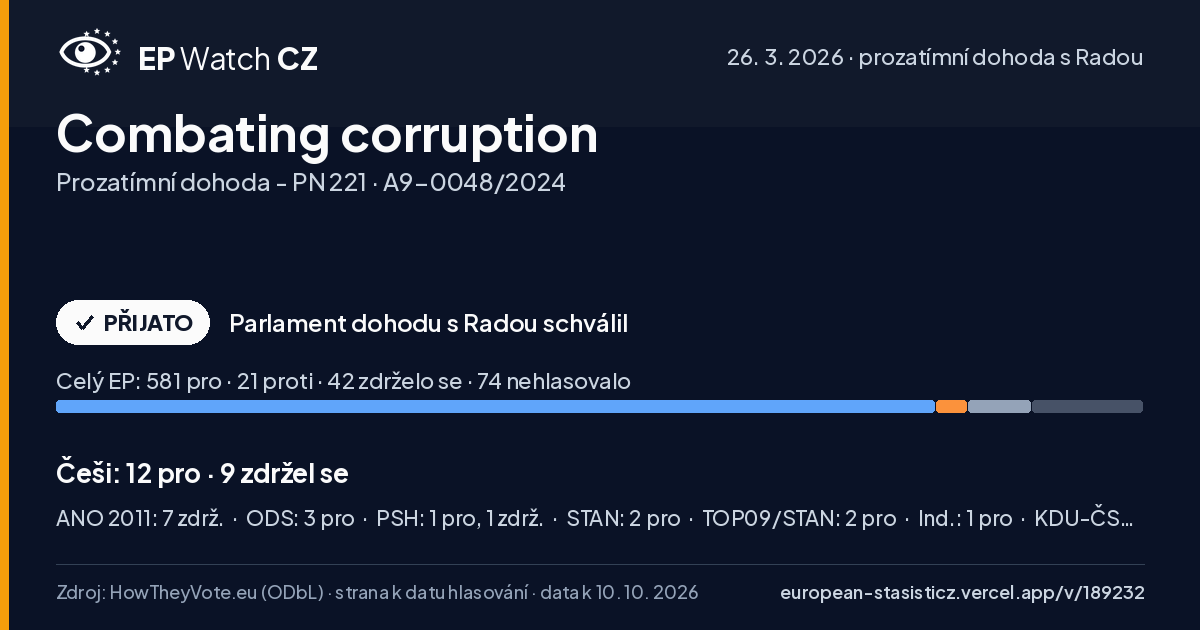 EP Watch CZ
26. 3. 2026 · prozatímní dohoda s Radou
Combating corruption
Prozatímní dohoda - PN 221 · A9–0048/2024
✓ PŘIJATO
Parlament dohodu s Radou schválil
Celý EP: 581 pro · 21 proti · 42 zdrželo se · 74 nehlasovalo
Češi: 12 pro · 9 zdržel se
ANO 2011: 7 zdrž. · ODS: 3 pro · PSH: 1 pro, 1 zdrž. · STAN: 2 pro · TOP09/STAN: 2 pro · Ind.: 1 pro · KDU-ČS…
Zdroj: HowTheyVote.eu (ODbL) · strana k datu hlasování · data k 10. 10. 2026
european-stasisticz.vercel.app/v/189232